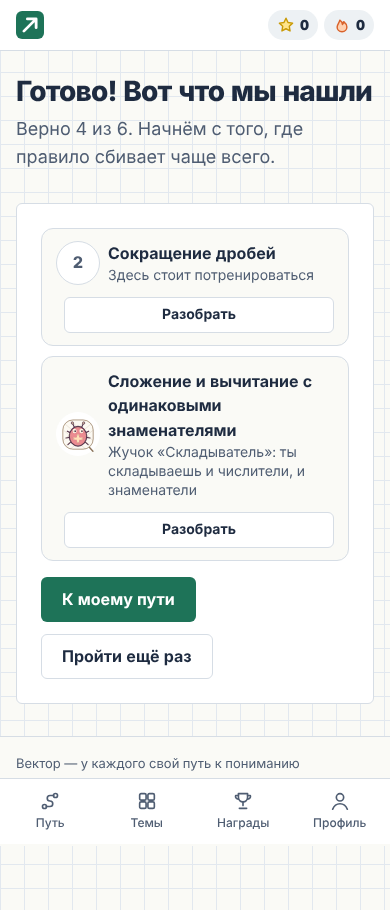 0
0
Готово! Вот что мы нашли
Верно 4 из 6. Начнём с того, где
правило сбивает чаще всего.
2
Сокращение дробей
Здесь стоит потренироваться
Разобрать
Сложение и вычитание с
одинаковыми
знаменателями
Жучок «Складыватель»: ты
складываешь и числители, и
знаменатели
Разобрать
К моему пути
Пройти ещё раз
Вектор — у каждого свой путь к пониманию
Путь
Темы
Награды
Профиль